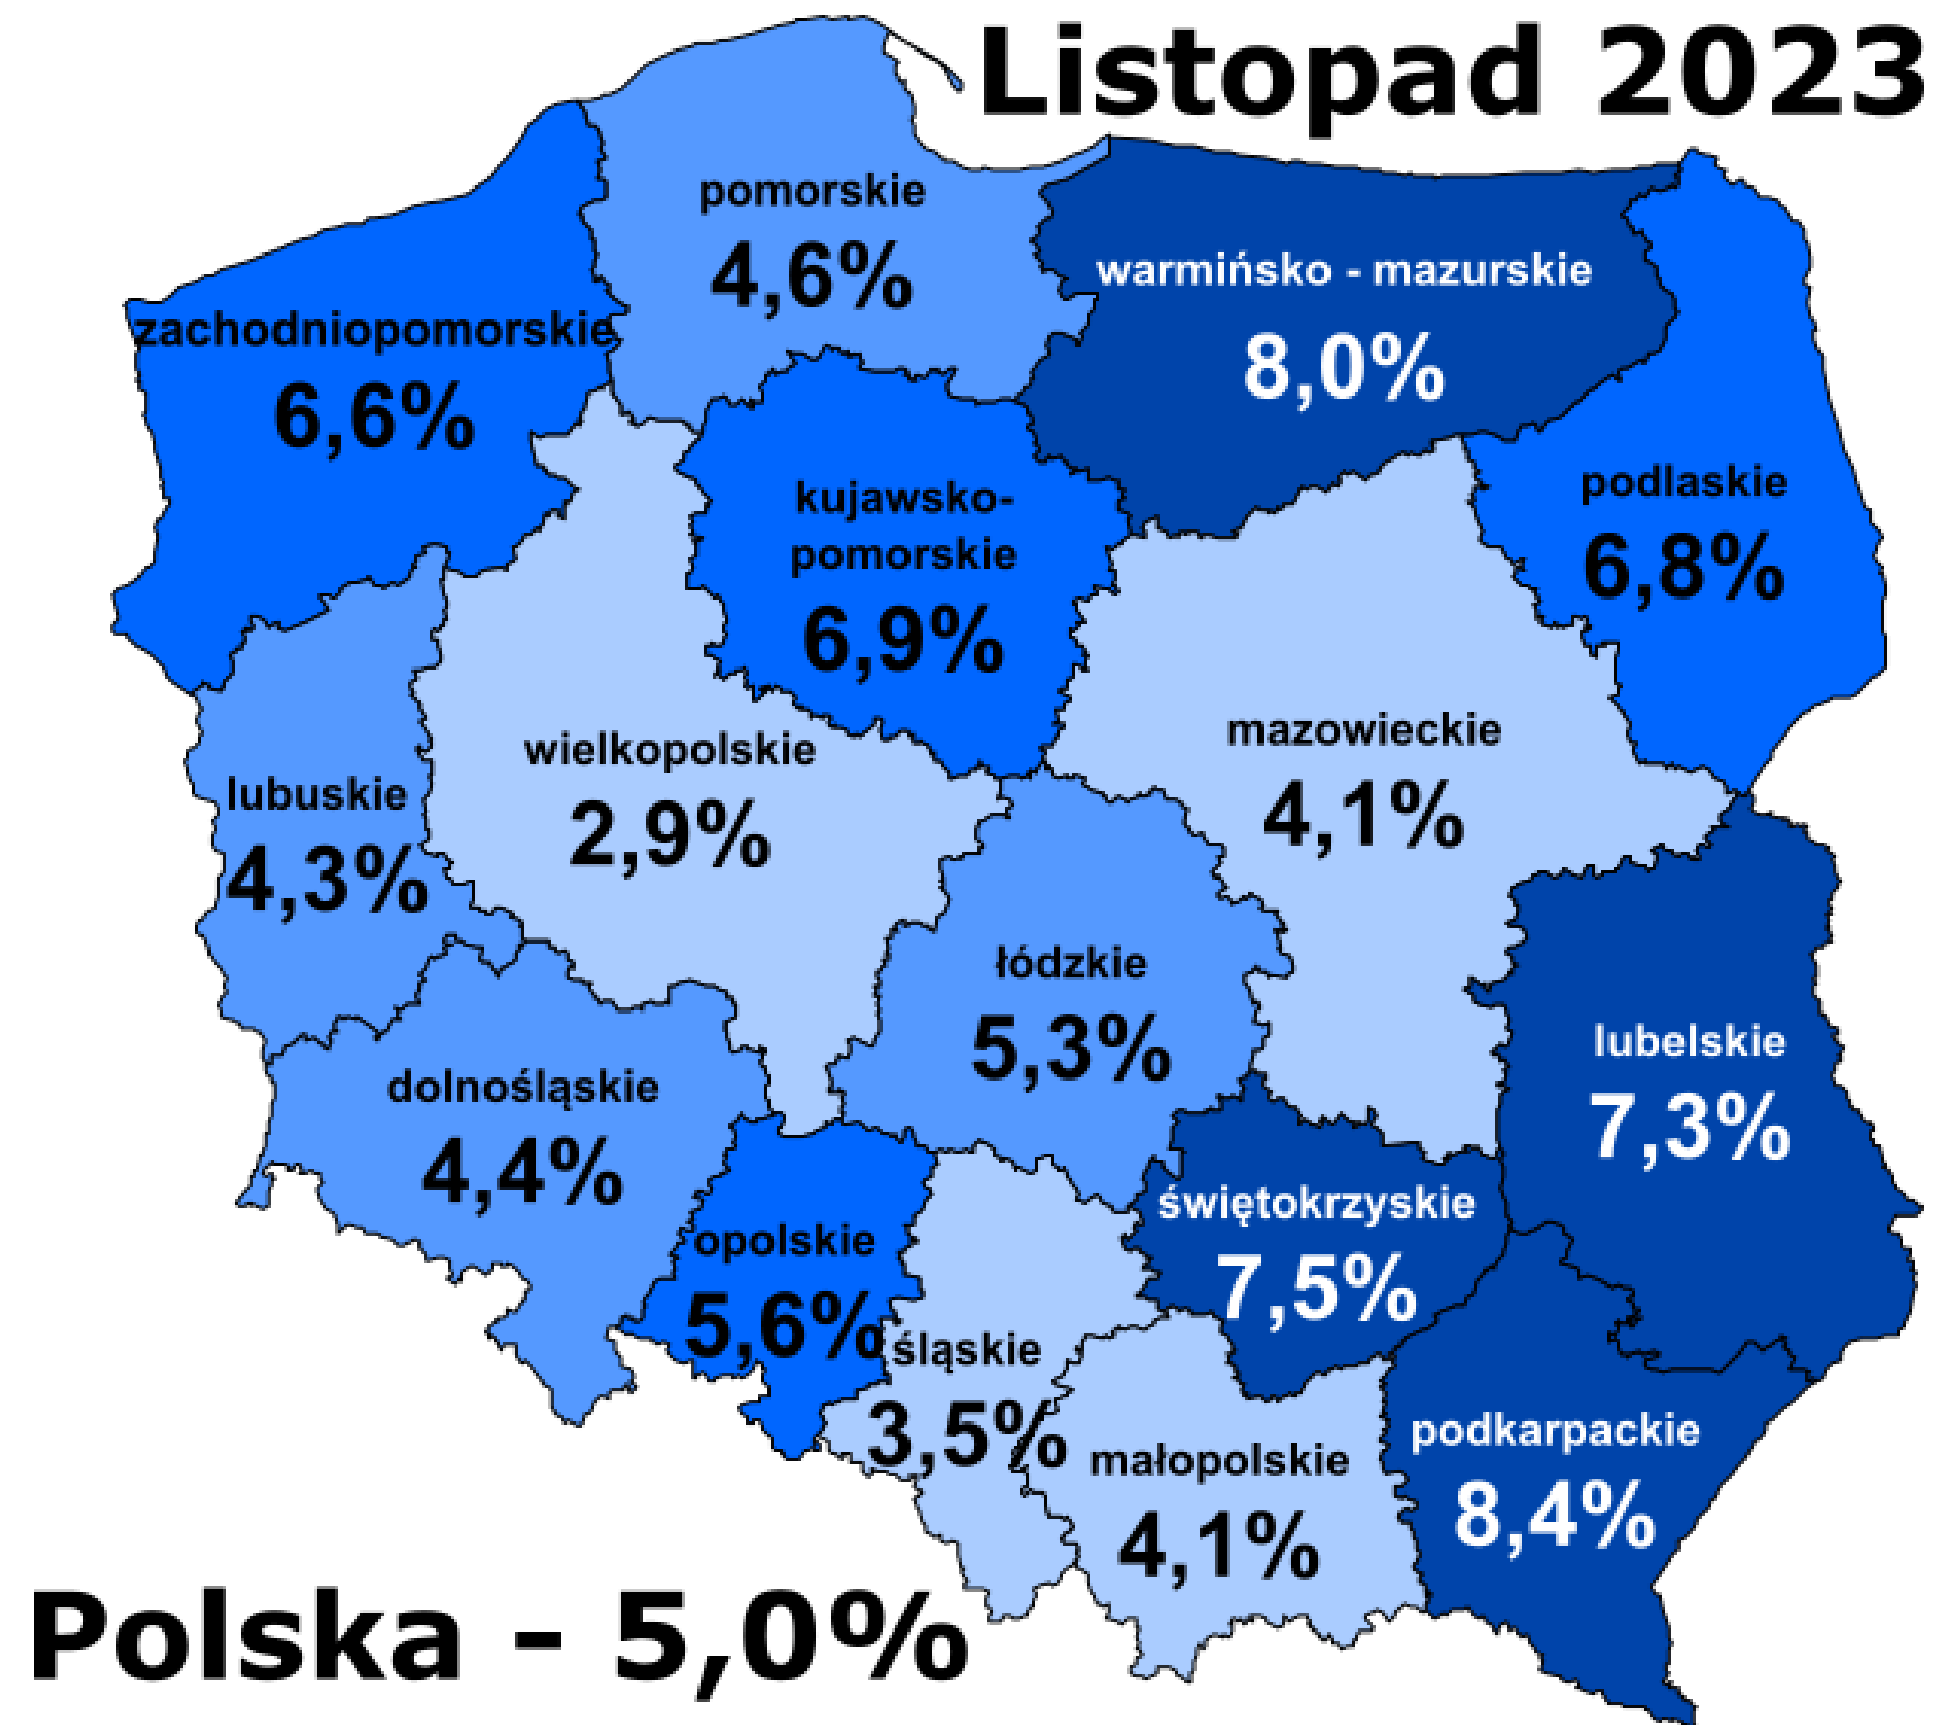 Listopad 2023
pomorskie
4,6%
warmińsko - mazurskie
8,0%
zachodniopomorskie
6,6%
kujawsko-
pomorskie
6,9%
podlaskie
6,8%
wielkopolskie
2,9%
mazowieckie
4,1%
lubuskie
4,3%
łódzkie
5,3%
lubelskie
7,3%
dolnośląskie
4,4%
świętokrzyskie
7,5%
opolskie
5,6%
śląskie
3,5%
małopolskie
4,1%
podkarpackie
8,4%
Polska - 5,0%